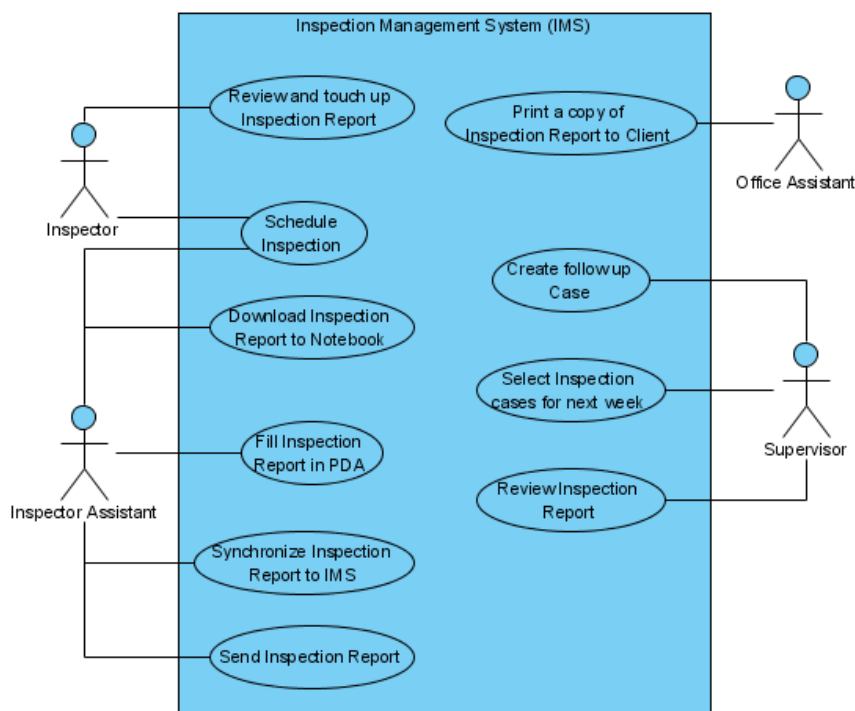 Inspection Management System (IMS)
Review and touch up
Inspection Report
Print a copy of
Inspection Report to Client
Office Assistant
Inspector
Schedule
Inspection
Create follow up
Case
Download Inspection
Report to Notebook
Select Inspection
cases for next week
Supervisor
Fill Inspection
Report in PDA
Inspector Assistant
Review Inspection
Report
Synchronize Inspection
Report to IMS
Send Inspection Report